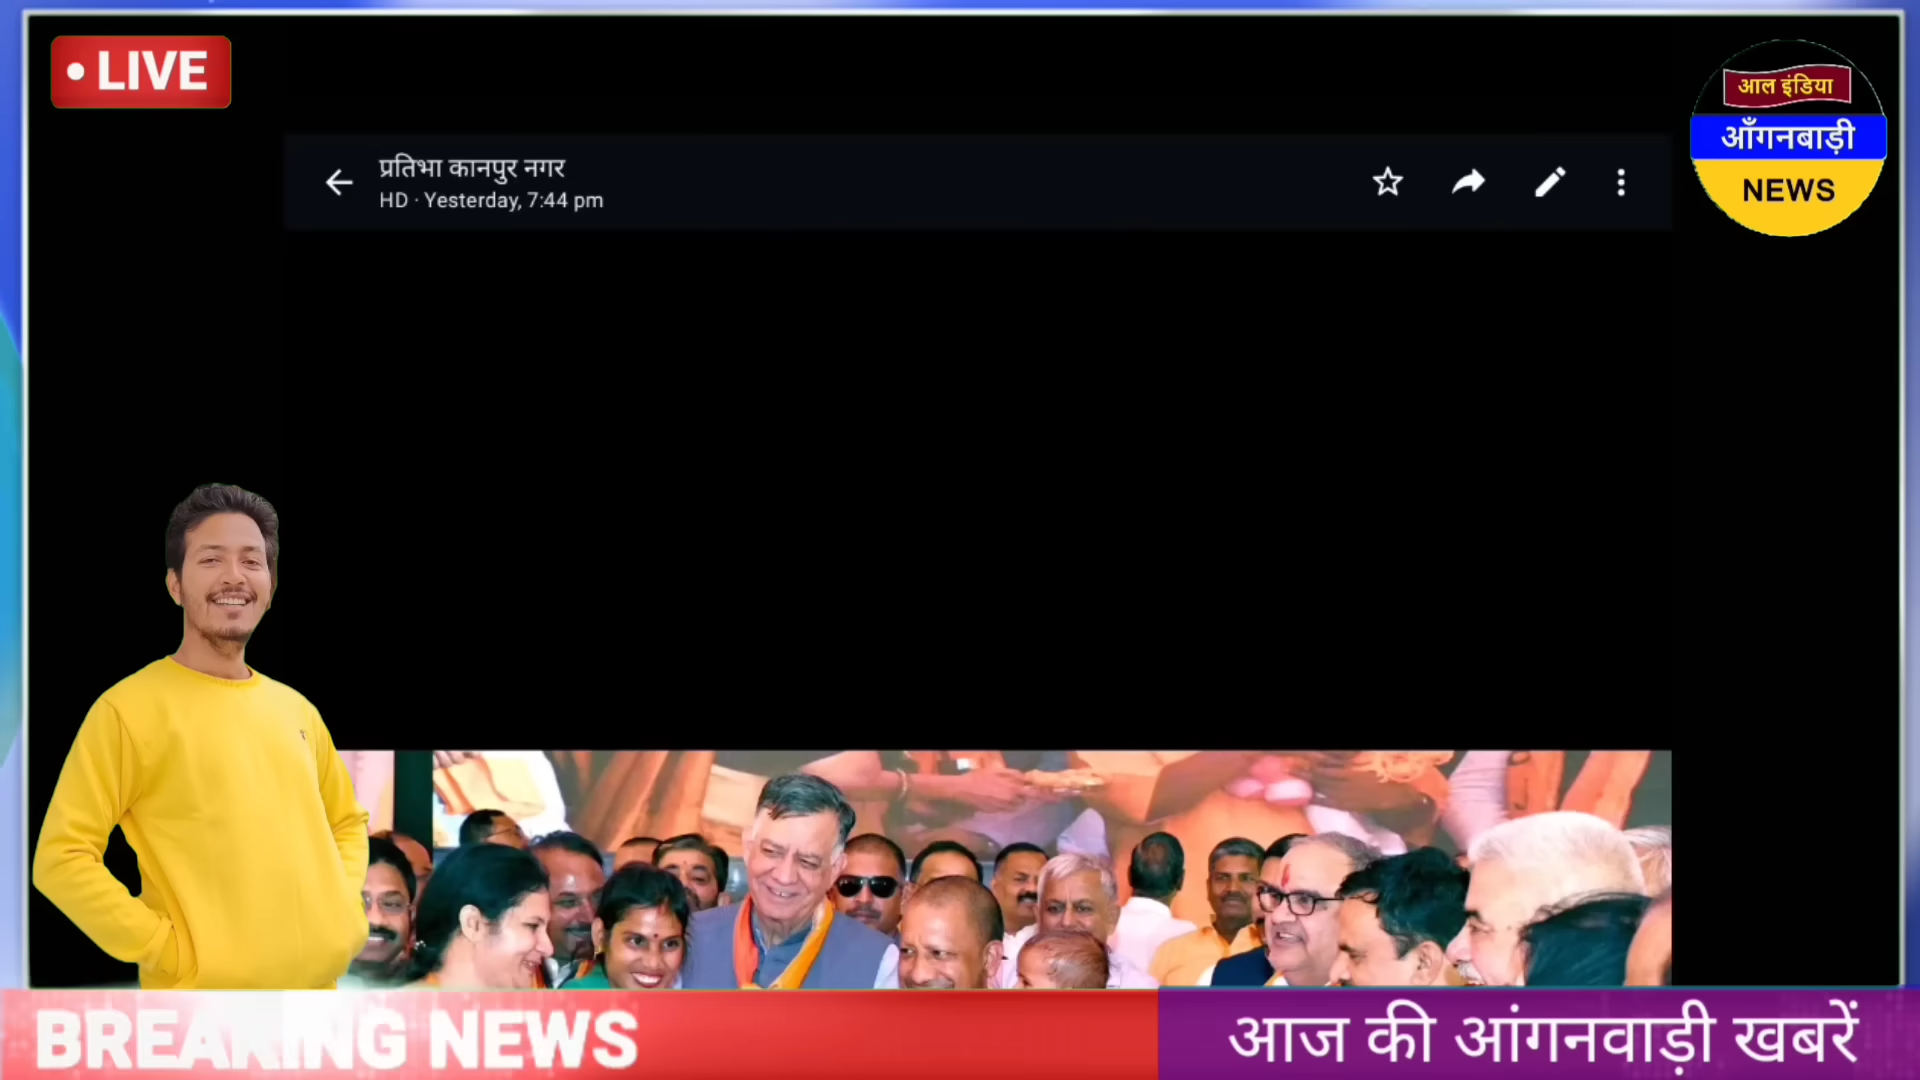 • LIVE
आल इंडिया
आँगनबाड़ी
NEWS
प्रतिभा कानपुर नगर
HD · Yesterday, 7:44 pm
BREAKING NEWS
आज की आंगनवाड़ी खबरें